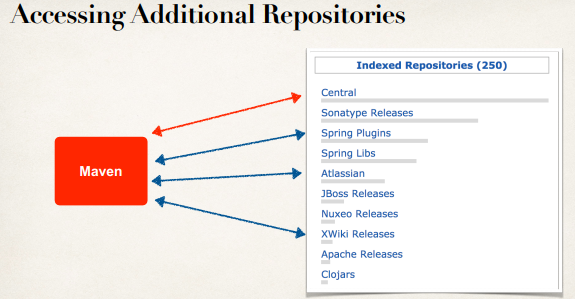 Accessing Additional Repositories
Indexed Repositories (250)
Central
Sonatype Releases
Spring Plugins
Spring Libs
Maven
Atlassian
JBoss Releases
Nuxeo Releases
XWiki Releases
Apache Releases
Clojars